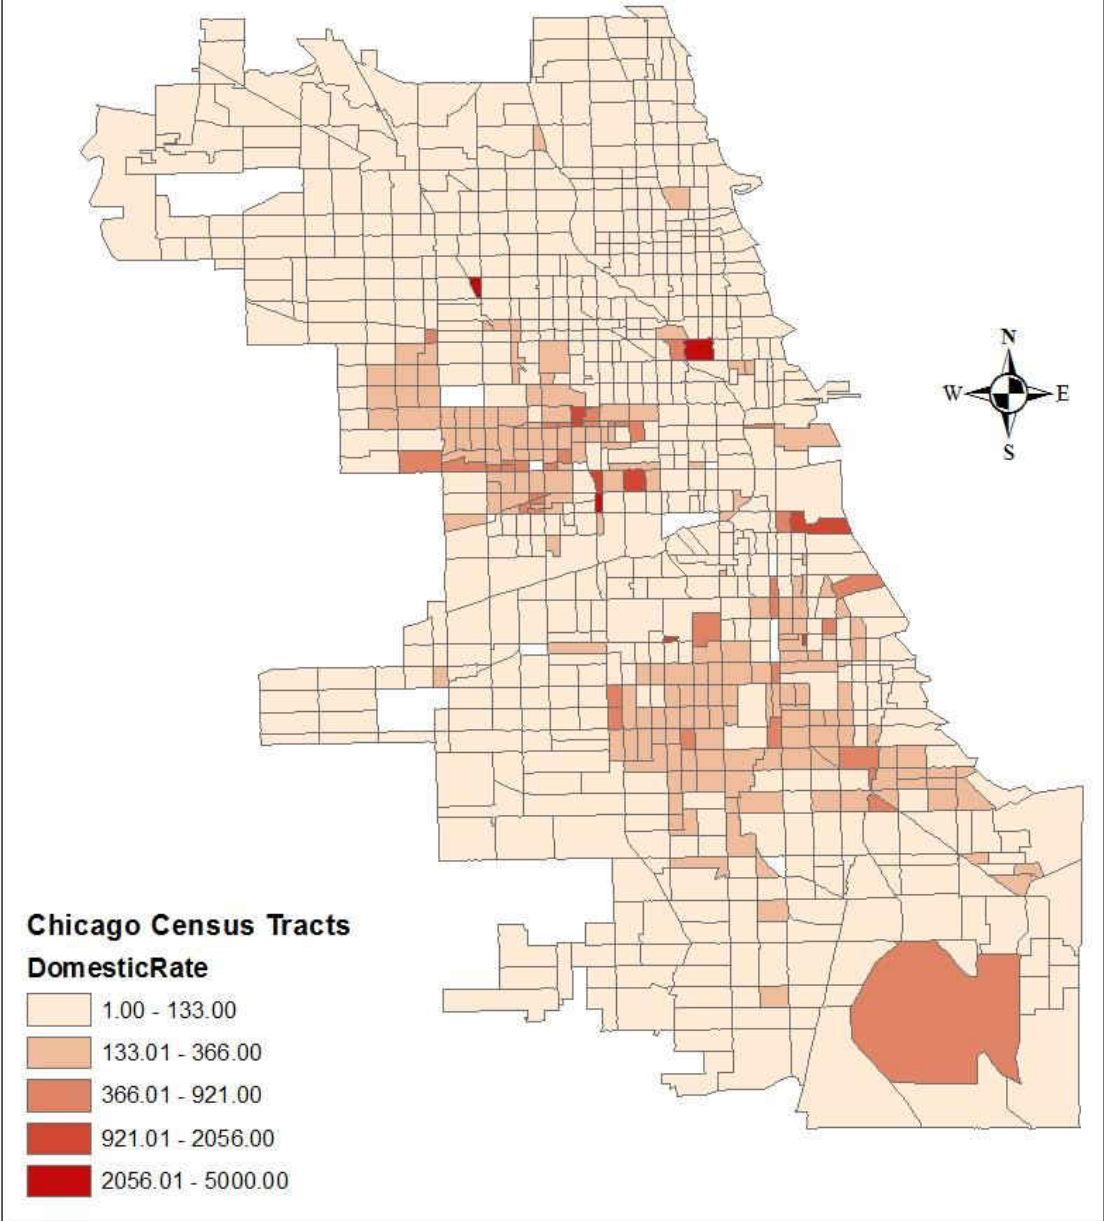 N
W E
S
Chicago Census Tracts
DomesticRate
1.00 - 133.00
133.01 - 366.00
366.01 - 921.00
921.01 - 2056.00
2056.01 - 5000.00